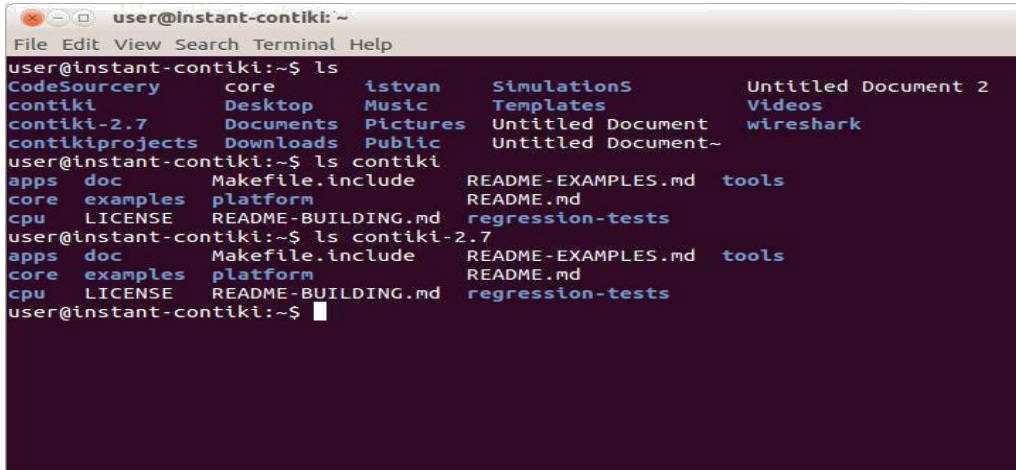 user@instant-contiki: ~
File Edit View Search Terminal Help
user@instant-contiki:~$ ls
CodeSourcery core istvan SimulationS Untitled Document 2
contiki Desktop Music Templates Videos
contiki-2.7 Documents Pictures Untitled Document wireshark
contikiprojects Downloads Public Untitled Document~
user@instant-contiki:~$ ls contiki
apps doc Makefile.include README-EXAMPLES.md tools
core examples platform README.md
cpu LICENSE README-BUILDING.md regression-tests
user@instant-contiki:~$ ls contiki-2.7
apps doc Makefile.include README-EXAMPLES.md tools
core examples platform README.md
cpu LICENSE README-BUILDING.md regression-tests
user@instant-contiki:~$